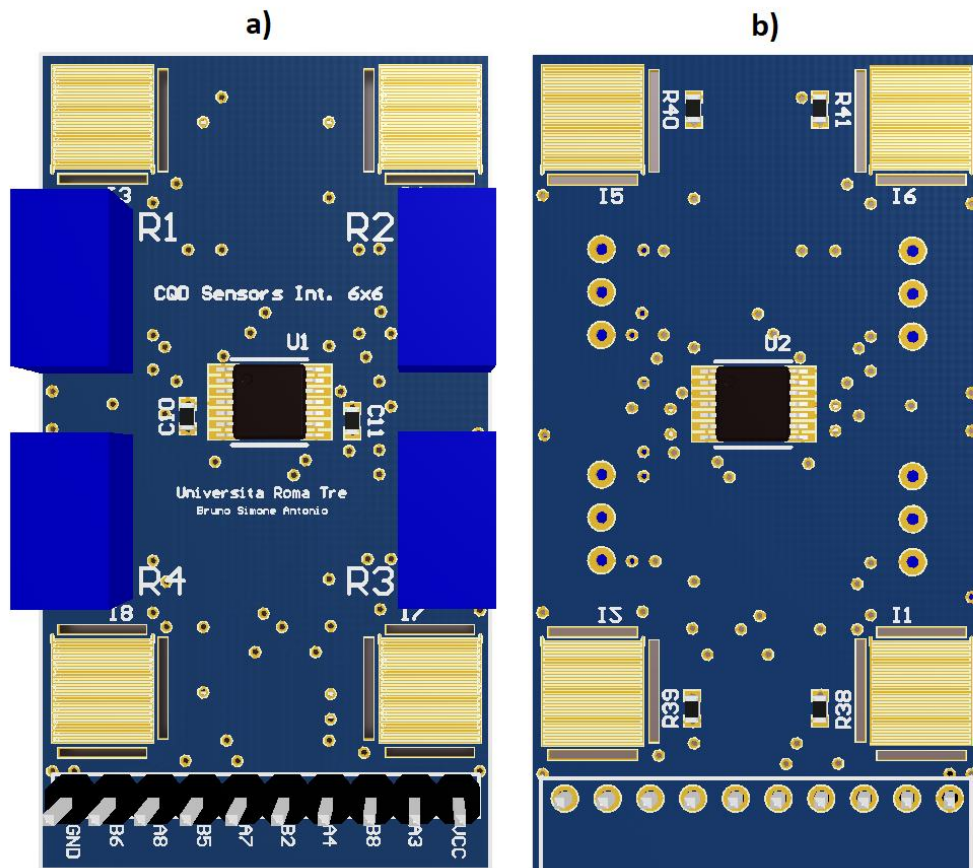 a)
b)
I3
R1
R2
CQD Sensors Int. 6x6
U1
C10
C11
Universita Roma Tre
Bruno Simone Antonio
R4
R3
I8
I7
GND
B6
A8
B5
A7
B2
A4
B8
A3
VCC
R40
R41
I5
I6
U2
I2
I1
R39
R38